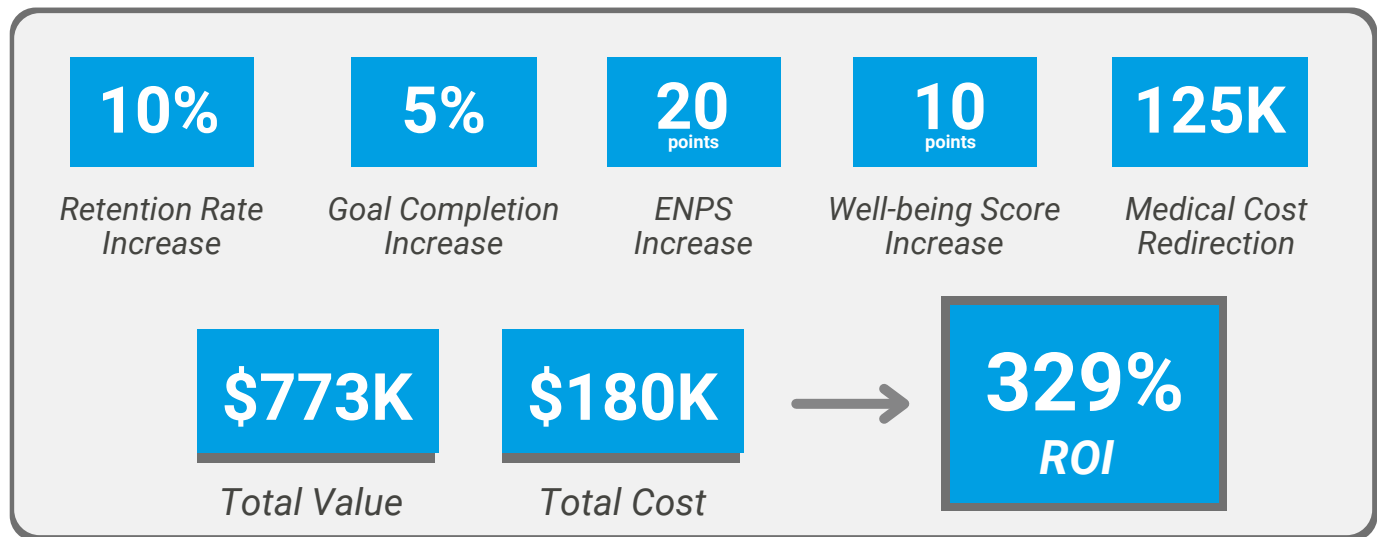 10%
5%
20
points
10
points
125K
Retention Rate
Increase
Goal Completion
Increase
ENPS
Increase
Well-being Score
Increase
Medical Cost
Redirection
$773K
Total Value
$180K
Total Cost
329%
ROI